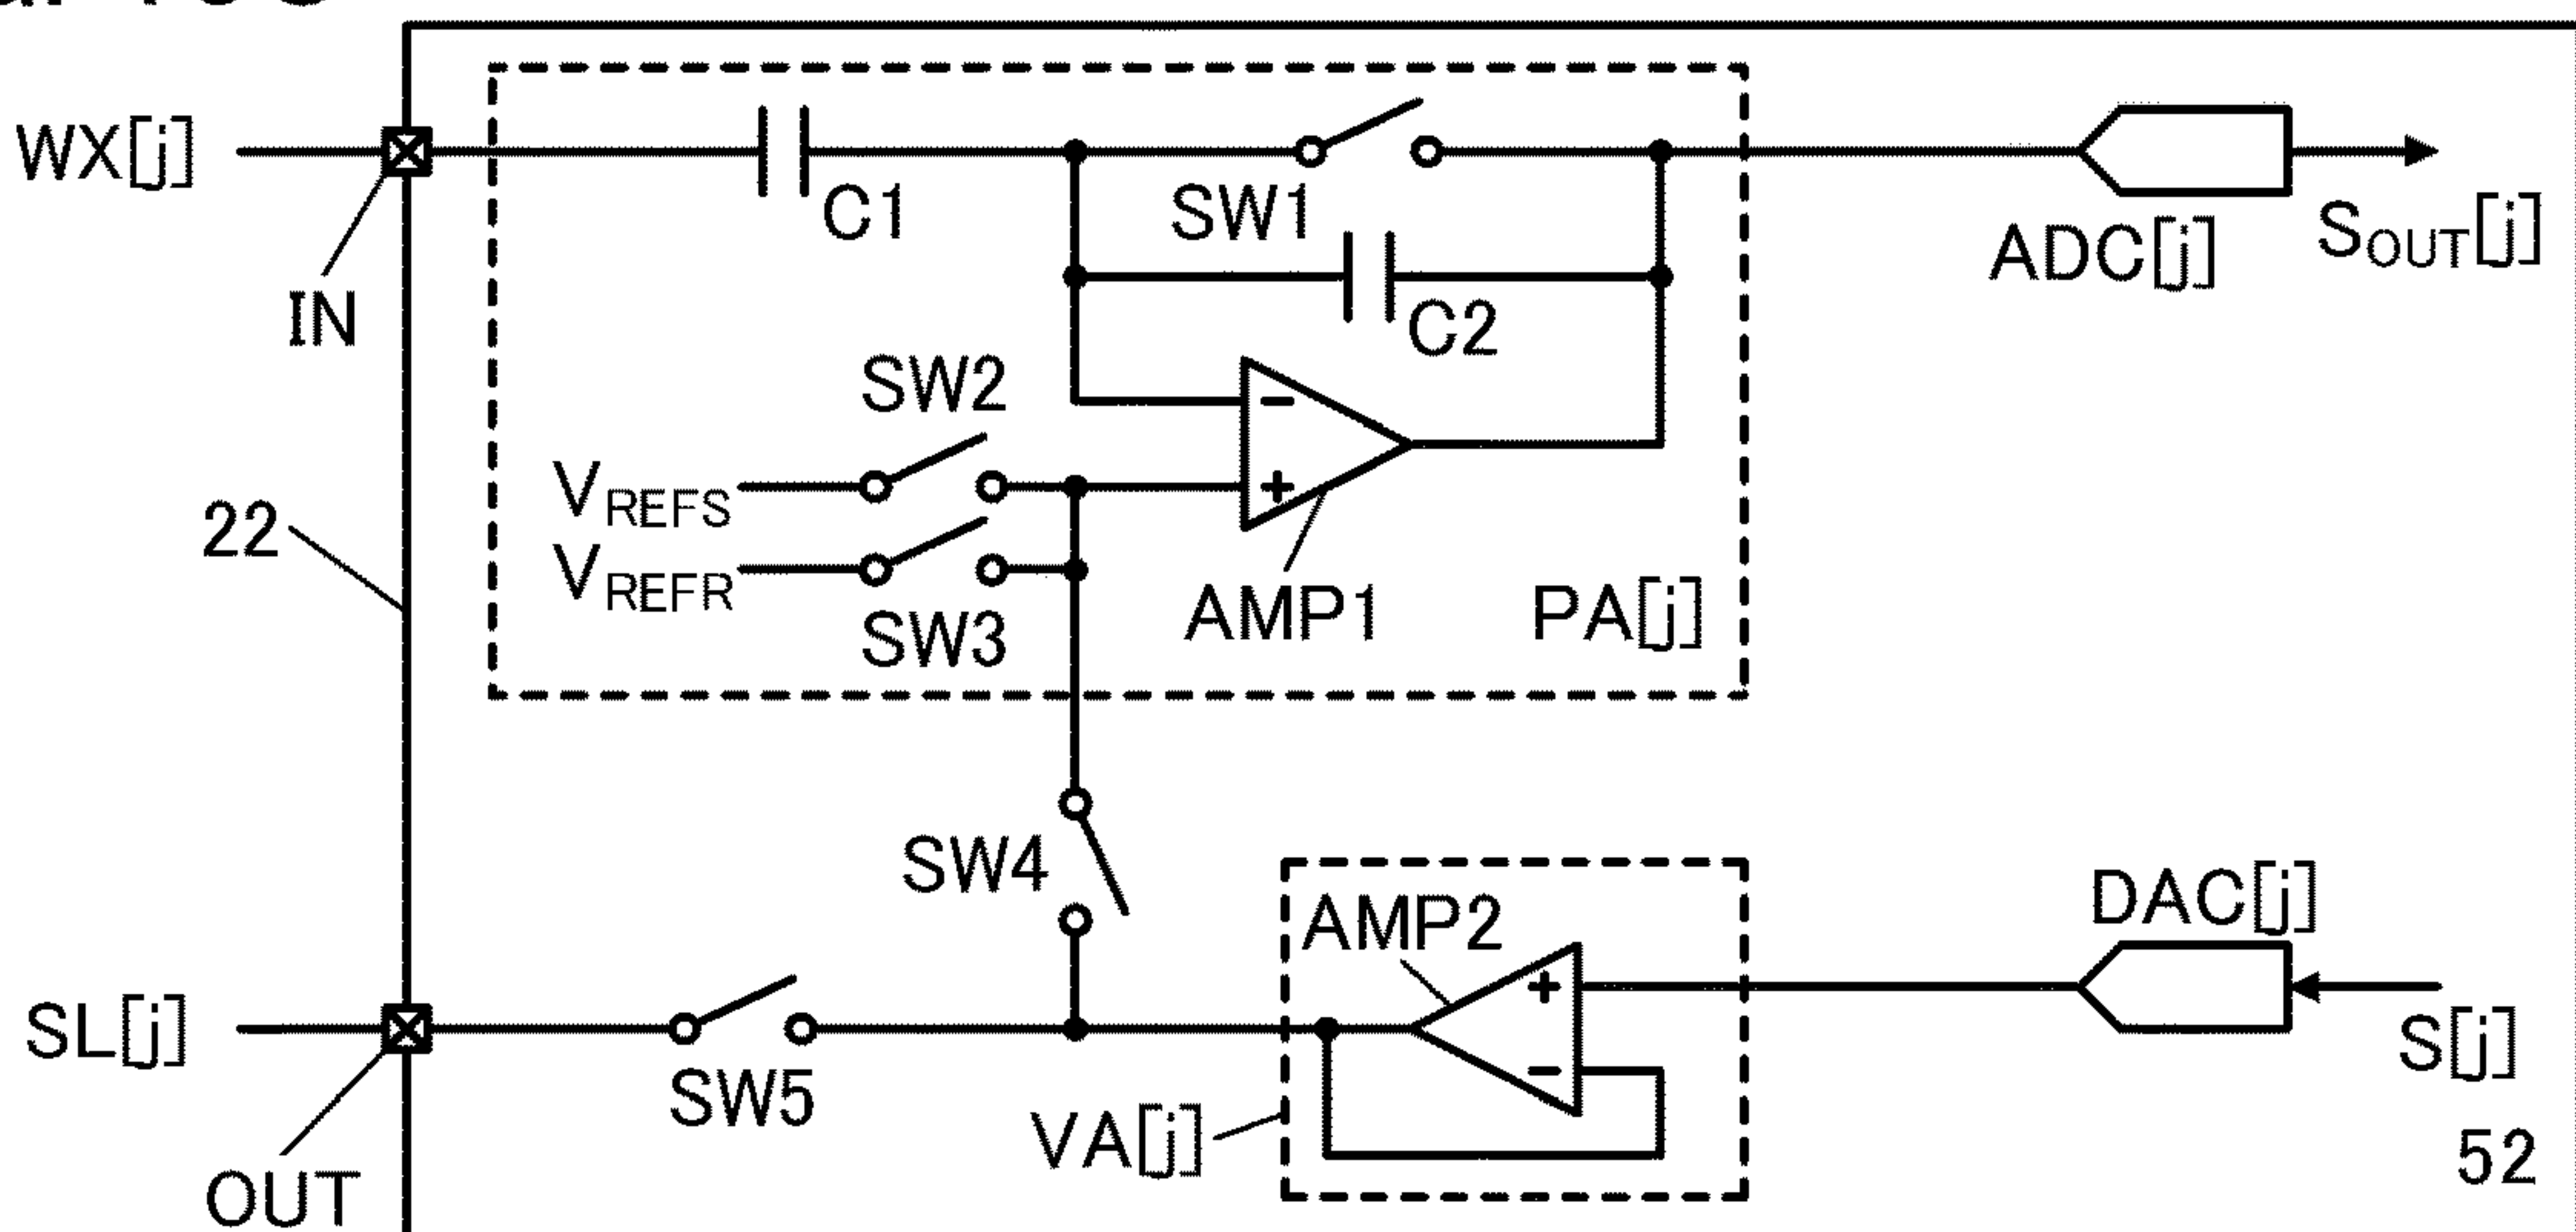 WX[j]
IN
C1
SW1
ADC[j]
SOUT[j]
C2
SW2
VREFS
−
+
VREFR
SW3
AMP1
PA[j]
22
SW4
AMP2
DAC[j]
+
−
SL[j]
SW5
VA[j]
S[j]
52
OUT